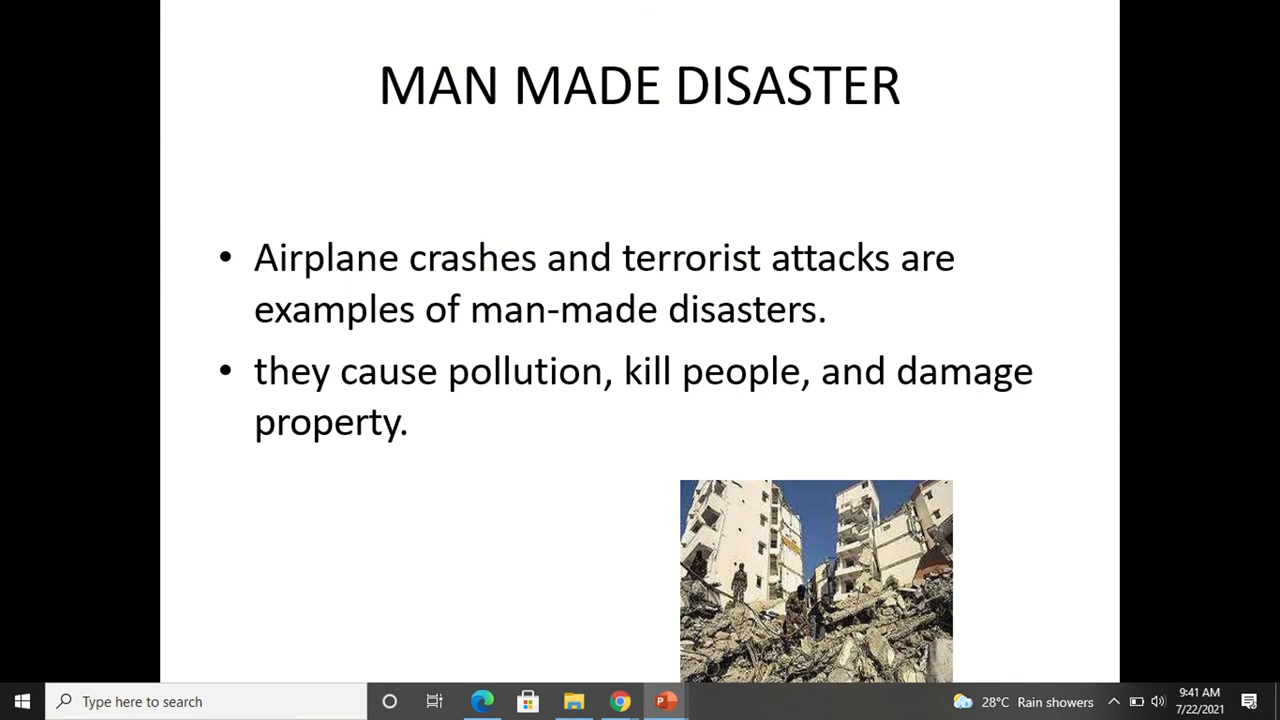 MAN MADE DISASTER
• Airplane crashes and terrorist attacks are
examples of man-made disasters.
• they cause pollution, kill people, and damage
property.
Type here to search
28°C Rain showers
9:41 AM
7/22/2021